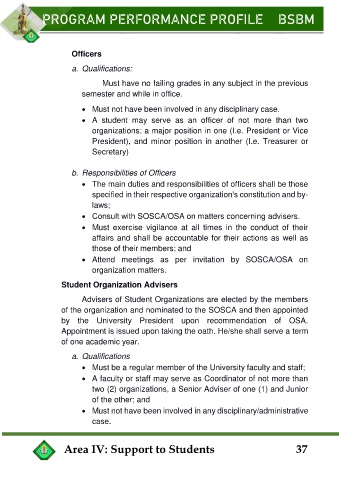 PROGRAM PERFORMANCE PROFILE BSBM
Officers
a. Qualifications:
Must have no failing grades in any subject in the previous
semester and while in office.
• Must not have been involved in any disciplinary case.
• A student may serve as an officer of not more than two
organizations; a major position in one (I.e. President or Vice
President), and minor position in another (I.e. Treasurer or
Secretary)
b. Responsibilities of Officers
• The main duties and responsibilities of officers shall be those
specified in their respective organization's constitution and by-
laws;
• Consult with SOSCA/OSA on matters concerning advisers.
• Must exercise vigilance at all times in the conduct of their
affairs and shall be accountable for their actions as well as
those of their members; and
• Attend meetings as per invitation by SOSCA/OSA on
organization matters.
Student Organization Advisers
Advisers of Student Organizations are elected by the members
of the organization and nominated to the SOSCA and then appointed
by the University President upon recommendation of OSA.
Appointment is issued upon taking the oath. He/she shall serve a term
of one academic year.
a. Qualifications
• Must be a regular member of the University faculty and staff;
• A faculty or staff may serve as Coordinator of not more than
two (2) organizations, a Senior Adviser of one (1) and Junior
of the other; and
• Must not have been involved in any disciplinary/administrative
case.
Area IV: Support to Students 37